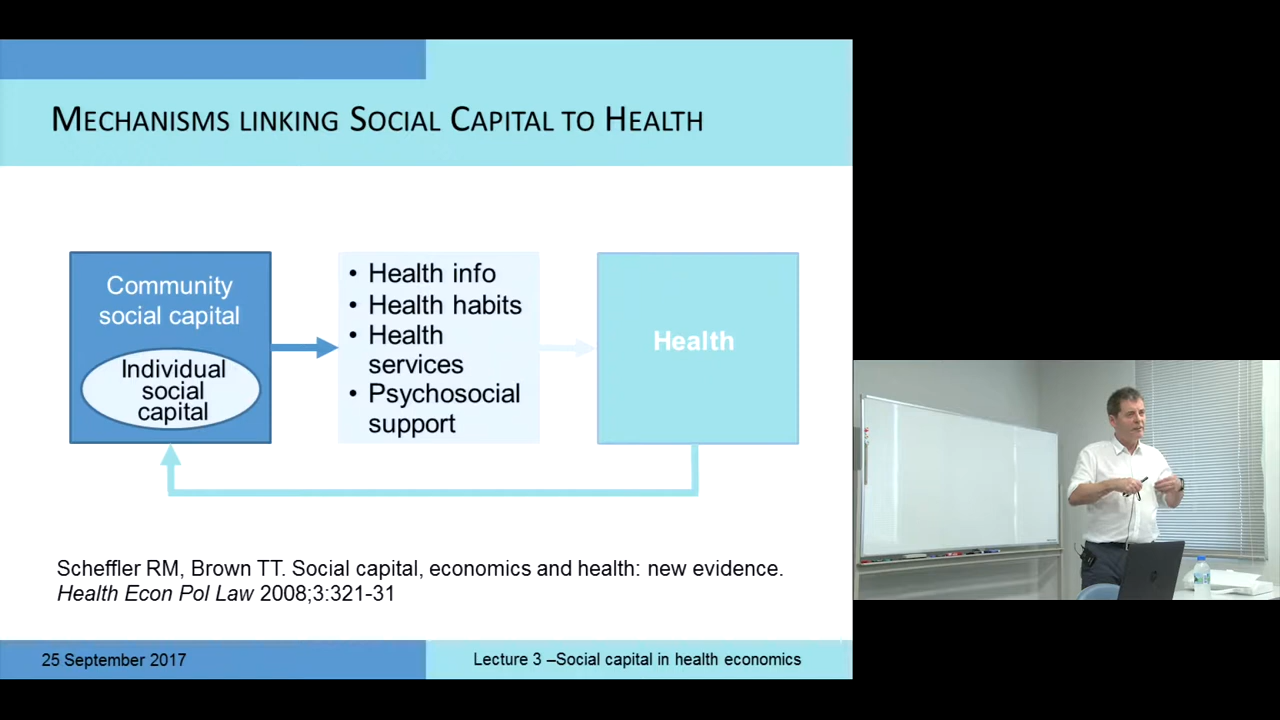 MECHANISMS LINKING SOCIAL CAPITAL TO HEALTH
Community
social capital
Individual
social
capital
• Health info
• Health habits
• Health
services
• Psychosocial
support
Health
Scheffler RM, Brown TT. Social capital, economics and health: new evidence.
Health Econ Pol Law 2008;3:321-31
25 September 2017
Lecture 3 –Social capital in health economics